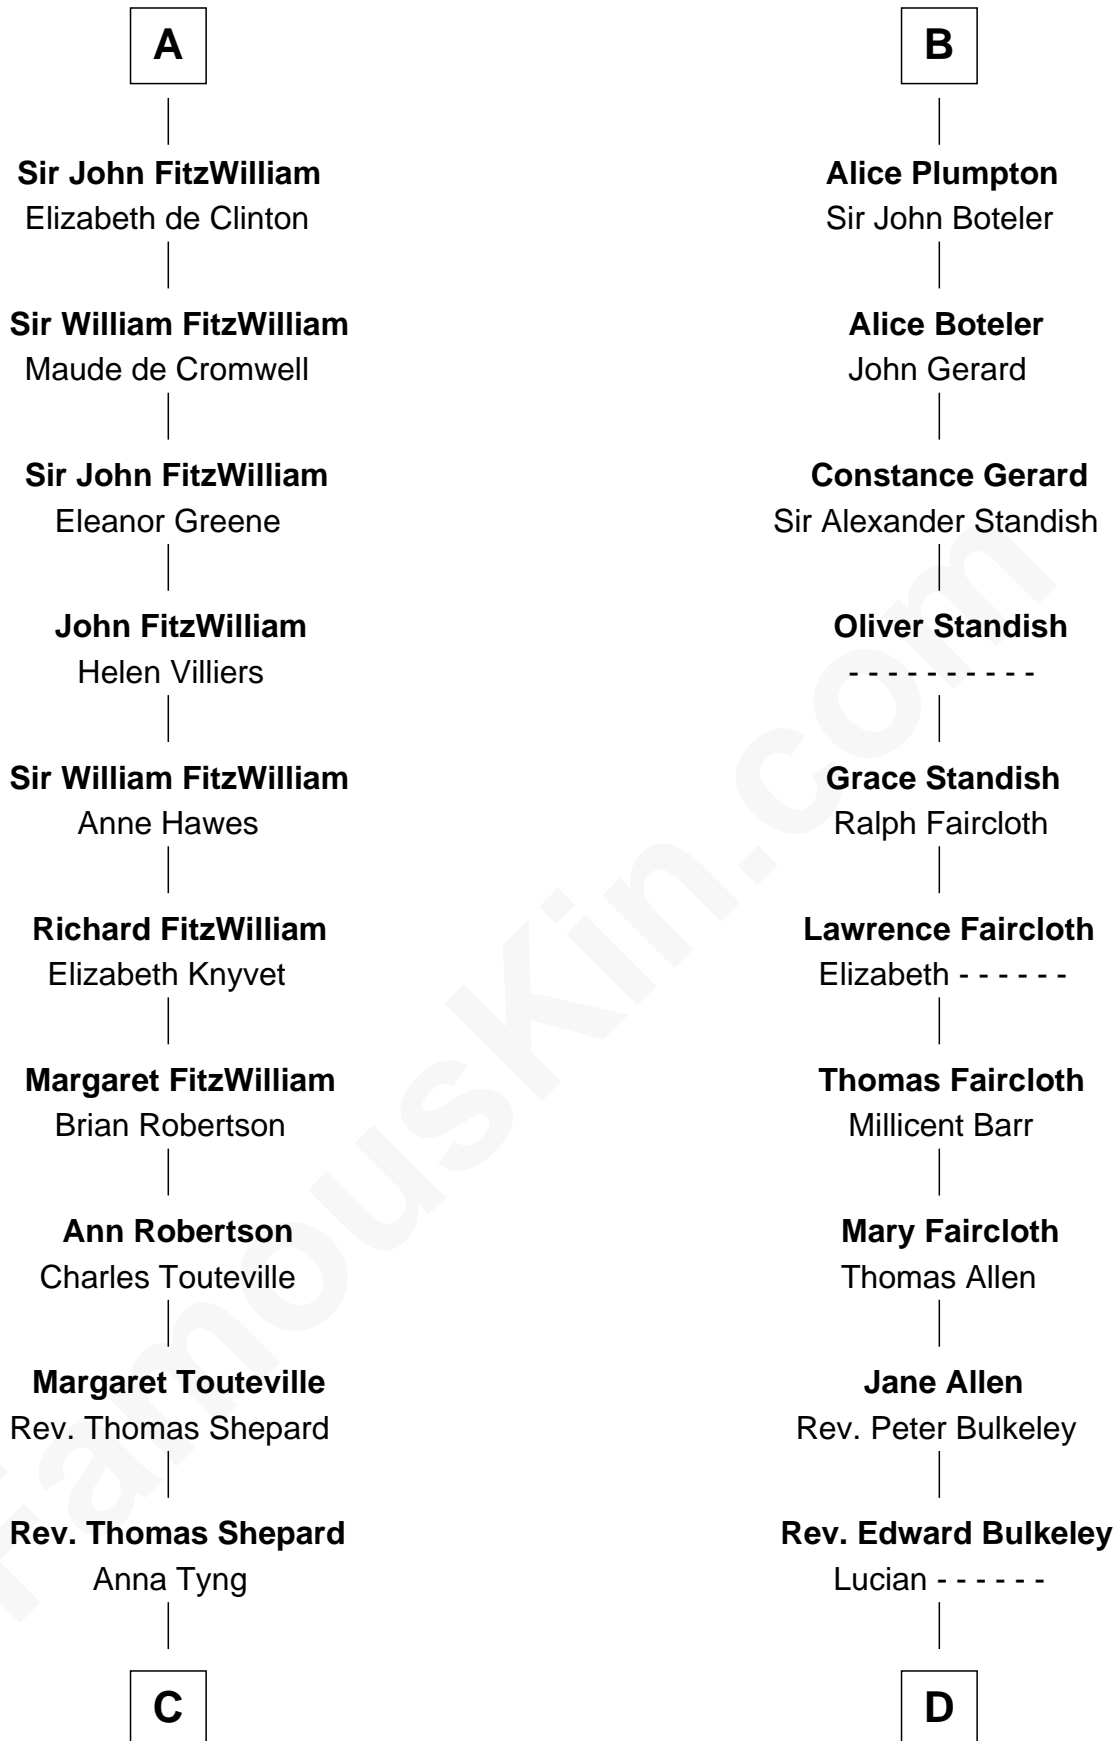 A
Sir John FitzWilliam
Elizabeth de Clinton
Sir William FitzWilliam
Maude de Cromwell
Sir John FitzWilliam
Eleanor Greene
John FitzWilliam
Helen Villiers
Sir William FitzWilliam
Anne Hawes
Richard FitzWilliam
Elizabeth Knyvet
Margaret FitzWilliam
Brian Robertson
Ann Robertson
Charles Touteville
Margaret Touteville
Rev. Thomas Shepard
Rev. Thomas Shepard
Anna Tyng
C
B
Alice Plumpton
Sir John Boteler
Alice Boteler
John Gerard
Constance Gerard
Sir Alexander Standish
Oliver Standish
- - - - - - - - - -
Grace Standish
Ralph Faircloth
Lawrence Faircloth
Elizabeth - - - - - -
Thomas Faircloth
Millicent Barr
Mary Faircloth
Thomas Allen
Jane Allen
Rev. Peter Bulkeley
Rev. Edward Bulkeley
Lucian - - - - - -
D
FamousKin.com